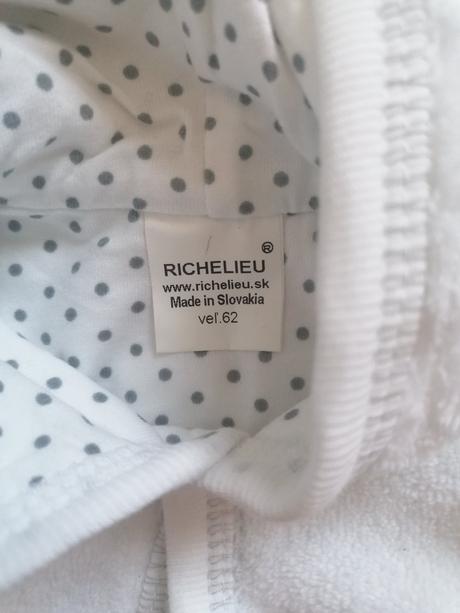 ®
RICHELIEU
www.richelieu.sk
Made in Slovakia
veľ.62